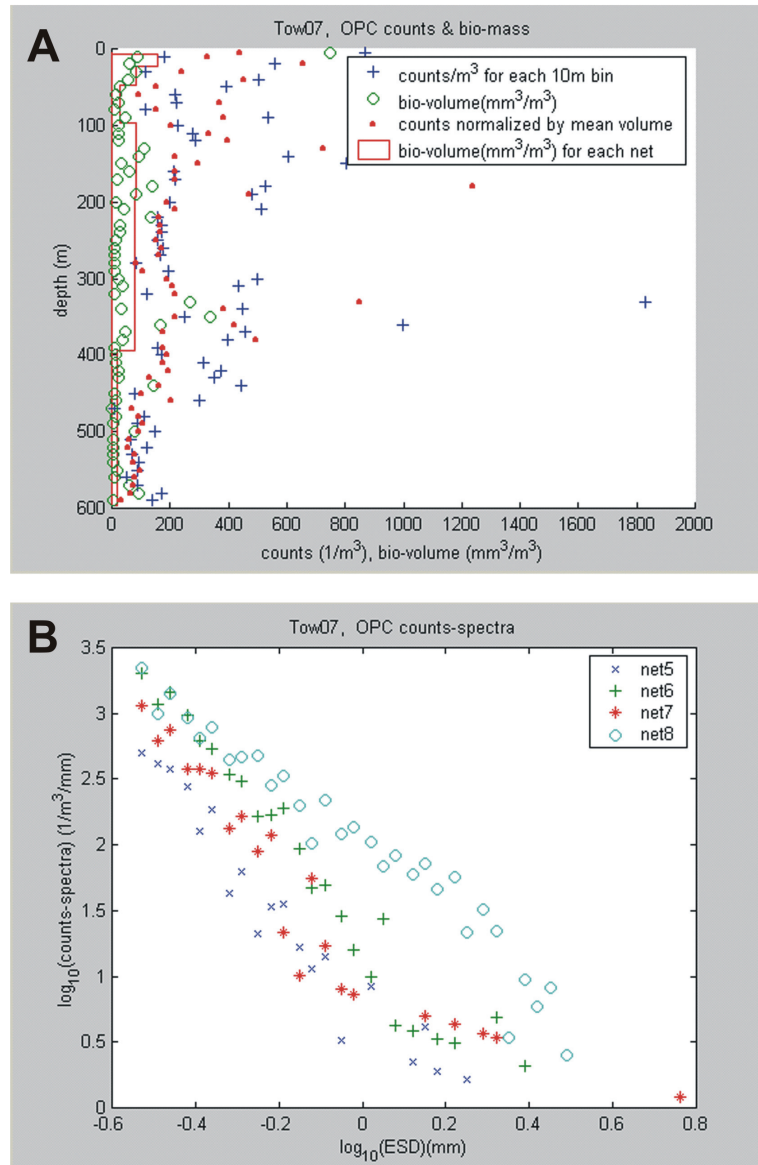 A
Tow07, OPC counts & bio-mass
counts/m³ for each 10m bin
bio-volume(mm³/m³)
counts normalized by mean volume
bio-volume(mm³/m³) for each net
0
100
200
300
400
500
600
depth (m)
0 200 400 600 800 1000 1200 1400 1600 1800 2000
counts (1/m³), bio-volume (mm³/m³)
B
Tow07, OPC counts-spectra
net5
net6
net7
net8
3.5
3
2.5
2
1.5
1
0.5
0
log₁₀(counts-spectra) (1/m³/mm)
-0.6 -0.4 -0.2 0 0.2 0.4 0.6 0.8
log₁₀(ESD)(mm)